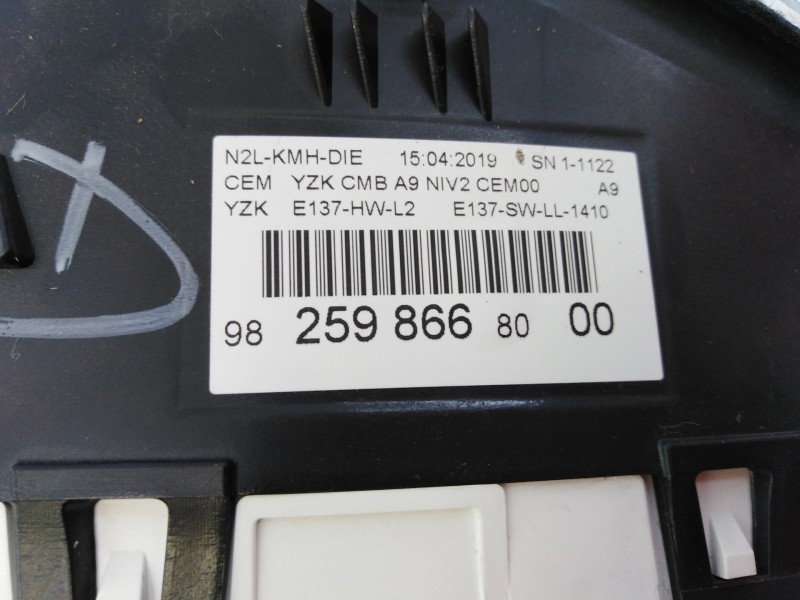 N2L-KMH-DIE 15:04:2019 SN 1-1122
CEM YZK CMB A9 NIV2 CEM00 A9
YZK E137-HW-L2 E137-SW-LL-1410
98 259 866 80 00